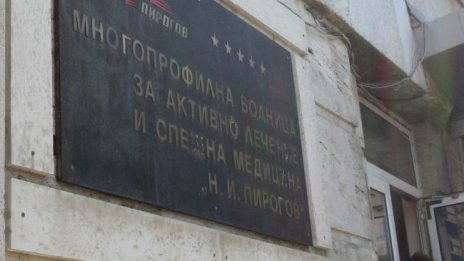 ПИРОГОВ
МНОГОПРОФИЛНА БОЛНИЦА
ЗА АКТИВНО ЛЕЧЕНИЕ
И СПЕШНА МЕДИЦИНА
„Н. И. ПИРОГОВ"